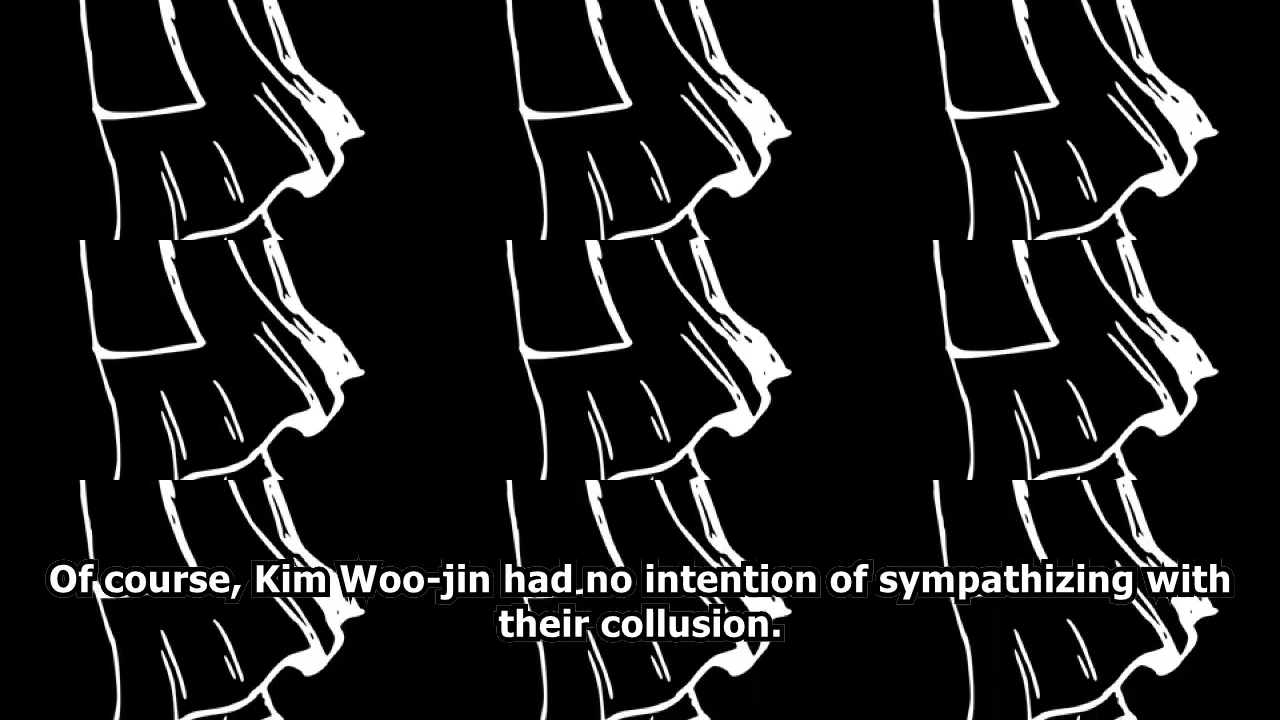 Of course, Kim Woo-jin had no intention of sympathizing with
their collusion.